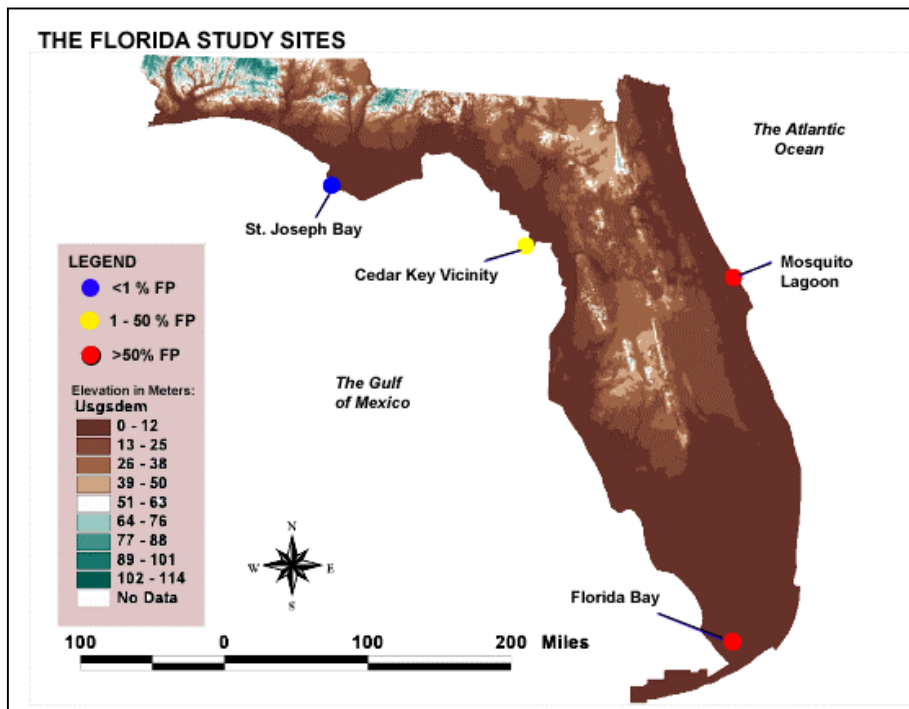 THE FLORIDA STUDY SITES
The Atlantic
Ocean
St. Joseph Bay
Cedar Key Vicinity
Mosquito
Lagoon
LEGEND
<1 % FP
1 - 50 % FP
>50% FP
Elevation in Meters:
Usgsdem
0 - 12
13 - 25
26 - 38
39 - 50
51 - 63
64 - 76
77 - 88
89 - 101
102 - 114
No Data
The Gulf
of Mexico
N
W
E
S
Florida Bay
100 0 100 200 Miles